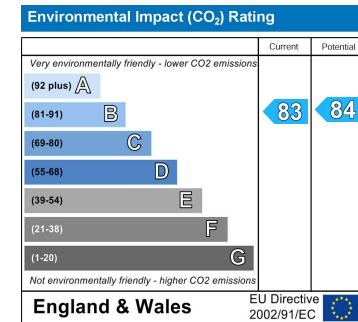 Environmental Impact (CO₂) Rating
Current Potential
Very environmentally friendly - lower CO2 emissions
(92 plus) A
(81-91) B
83 84
(69-80) C
(55-68) D
(39-54) E
(21-38) F
(1-20) G
Not environmentally friendly - higher CO2 emissions
England & Wales
EU Directive
2002/91/EC